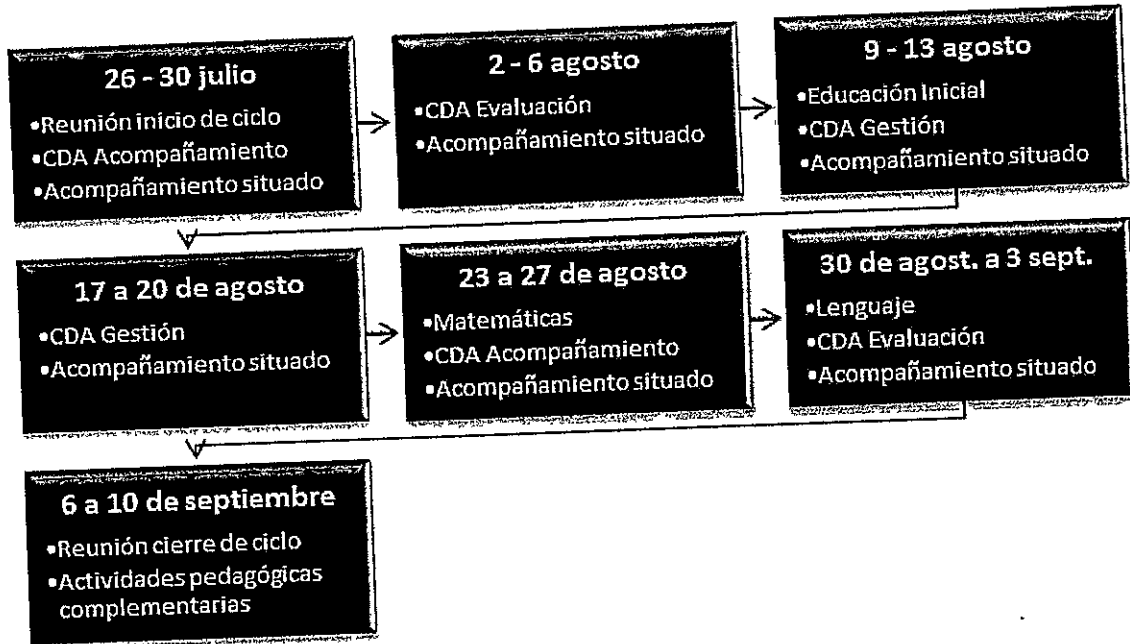 26 - 30 julio
•Reunión inicio de ciclo
•CDA Acompañamiento
•Acompañamiento situado
2 - 6 agosto
•CDA Evaluación
•Acompañamiento situado
9 - 13 agosto
•Educación Inicial
•CDA Gestión
•Acompañamiento situado
17 a 20 de agosto
•CDA Gestión
•Acompañamiento situado
23 a 27 de agosto
•Matemáticas
•CDA Acompañamiento
•Acompañamiento situado
30 de agost. a 3 sept.
•Lenguaje
•CDA Evaluación
•Acompañamiento situado
6 a 10 de septiembre
•Reunión cierre de ciclo
•Actividades pedagógicas
complementarias